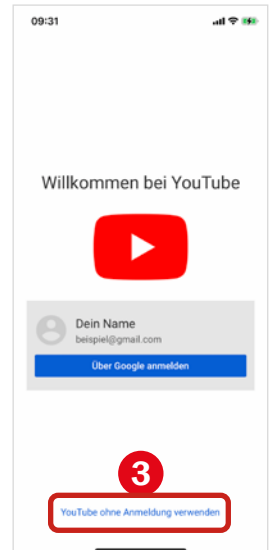 09:31
Willkommen bei YouTube
Dein Name
beispiel@gmail.com
Über Google anmelden
3
YouTube ohne Anmeldung verwenden